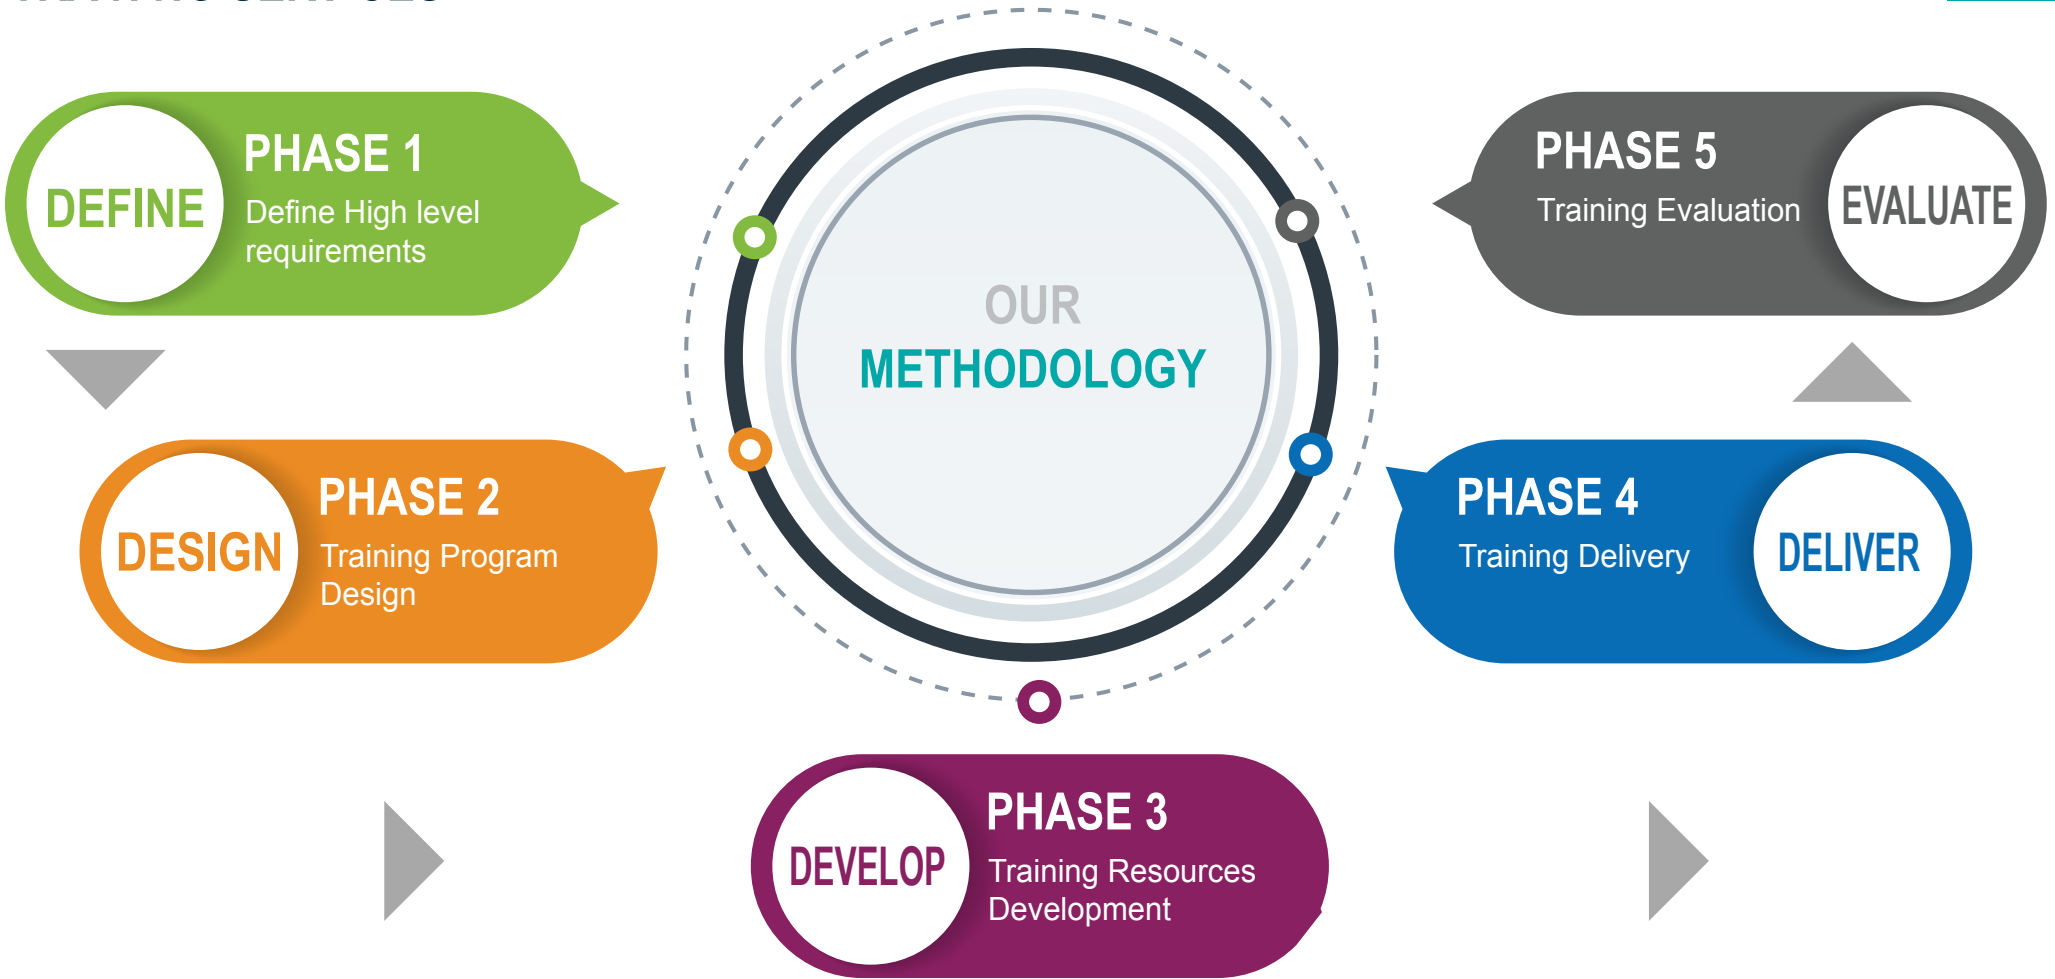 PHASE 1
DEFINE
Define High level
requirements
PHASE 2
DESIGN
Training Program
Design
OUR
METHODOLOGY
PHASE 3
DEVELOP
Training Resources
Development
PHASE 4
Training Delivery
DELIVER
PHASE 5
Training Evaluation
EVALUATE